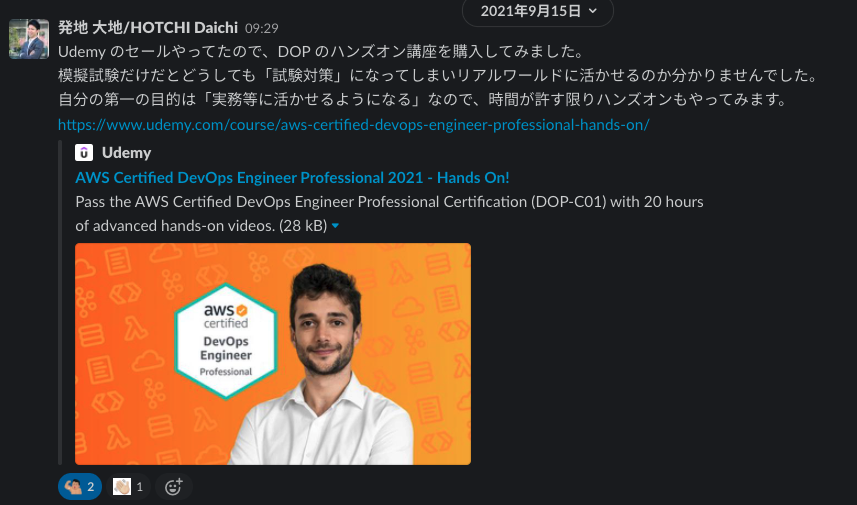 2021年9月15日
発地 大地/HOTCHI Daichi 09:29
Udemy のセールやってたので、DOP のハンズオン講座を購入してみました。
模擬試験だけだとどうしても「試験対策」になってしまいリアルワールドに活かせるのか分かりませんでした。
自分の第一の目的は「実務等に活かせるようになる」なので、時間が許す限りハンズオンもやってみます。
https://www.udemy.com/course/aws-certified-devops-engineer-professional-hands-on/
Udemy
AWS Certified DevOps Engineer Professional 2021 - Hands On!
Pass the AWS Certified DevOps Engineer Professional Certification (DOP-C01) with 20 hours
of advanced hands-on videos. (28 kB)
aws
certified
DevOps
Engineer
Professional
2 1